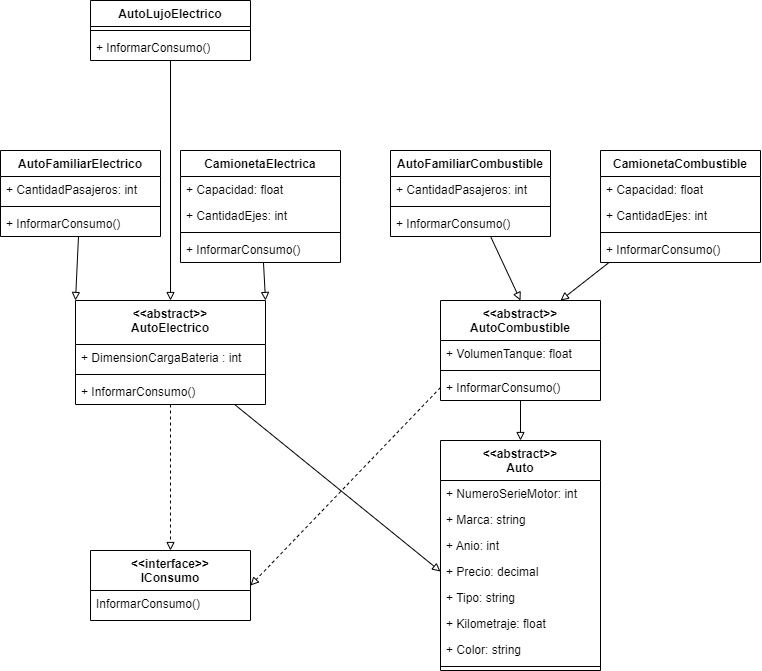 AutoLujoElectrico
+ InformarConsumo()
AutoFamiliarElectrico
+ CantidadPasajeros: int
+ InformarConsumo()
CamionetaElectrica
+ Capacidad: float
+ CantidadEjes: int
+ InformarConsumo()
AutoFamiliarCombustible
+ CantidadPasajeros: int
+ InformarConsumo()
CamionetaCombustible
+ Capacidad: float
+ CantidadEjes: int
+ InformarConsumo()
<<abstract>>
AutoElectrico
+ DimensionCargaBateria : int
+ InformarConsumo()
<<abstract>>
AutoCombustible
+ VolumenTanque: float
+ InformarConsumo()
<<interface>>
IConsumo
InformarConsumo()
<<abstract>>
Auto
+ NumeroSerieMotor: int
+ Marca: string
+ Anio: int
+ Precio: decimal
+ Tipo: string
+ Kilometraje: float
+ Color: string